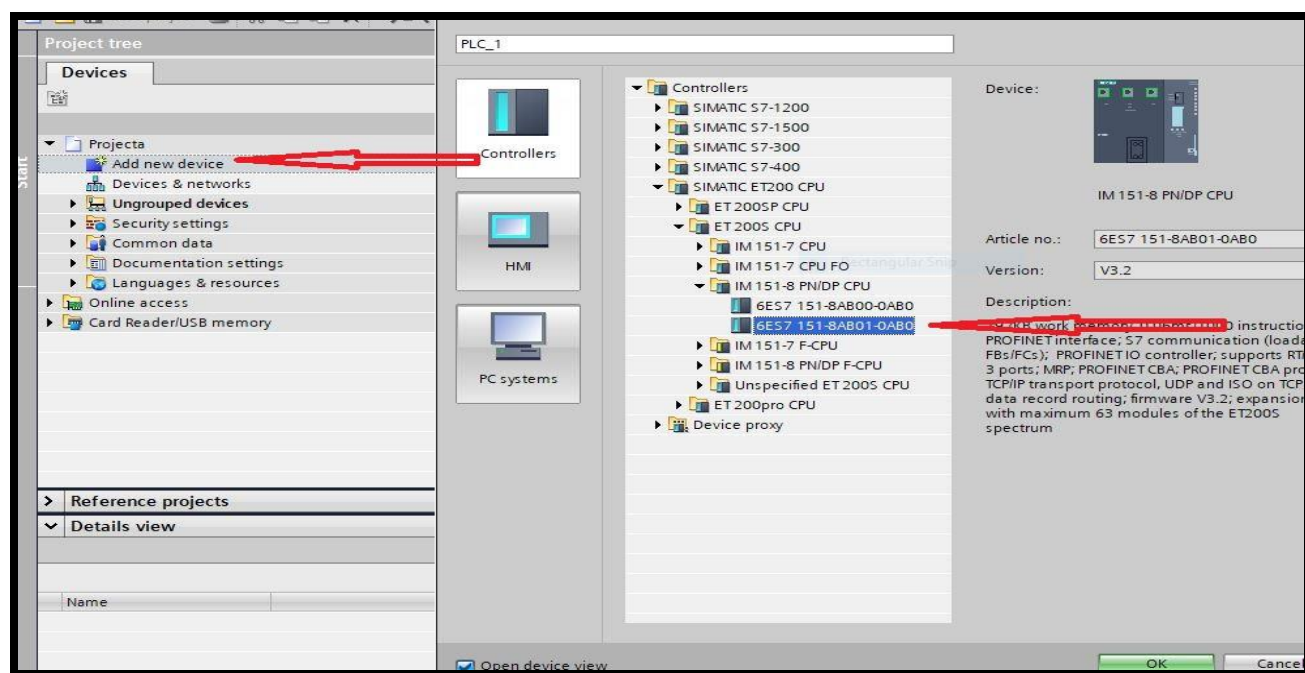 Project tree
Devices
Start
Projecta
Add new device
Devices & networks
Ungrouped devices
Security settings
Common data
Documentation settings
Languages & resources
Online access
Card Reader/USB memory
Reference projects
Details view
Name
PLC_1
Controllers
HMI
PC systems
Controllers
SIMATIC S7-1200
SIMATIC S7-1500
SIMATIC S7-300
SIMATIC S7-400
SIMATIC ET200 CPU
ET 200SP CPU
ET 200S CPU
IM 151-7 CPU
IM 151-7 CPU FO
IM 151-8 PN/DP CPU
6ES7 151-8AB00-0AB0
6ES7 151-8AB01-0AB0
IM 151-7 F-CPU
IM 151-8 PN/DP F-CPU
Unspecified ET 200S CPU
ET 200pro CPU
Device proxy
Rectangular Snip
Device:
IM 151-8 PN/DP CPU
Article no.: 6ES7 151-8AB01-0AB0
Version: V3.2
Description:
work
PROFINET interface; S7 communication (loada
FBs/FCs); PROFINET IO controller; supports RT/
3 ports; MRP; PROFINET CBA; PROFINET CBA pro
TCP/IP transport protocol, UDP and ISO on TCP
data record routing; firmware V3.2; expansion
with maximum 63 modules of the ET200S
spectrum
Open device view
OK
Cancel